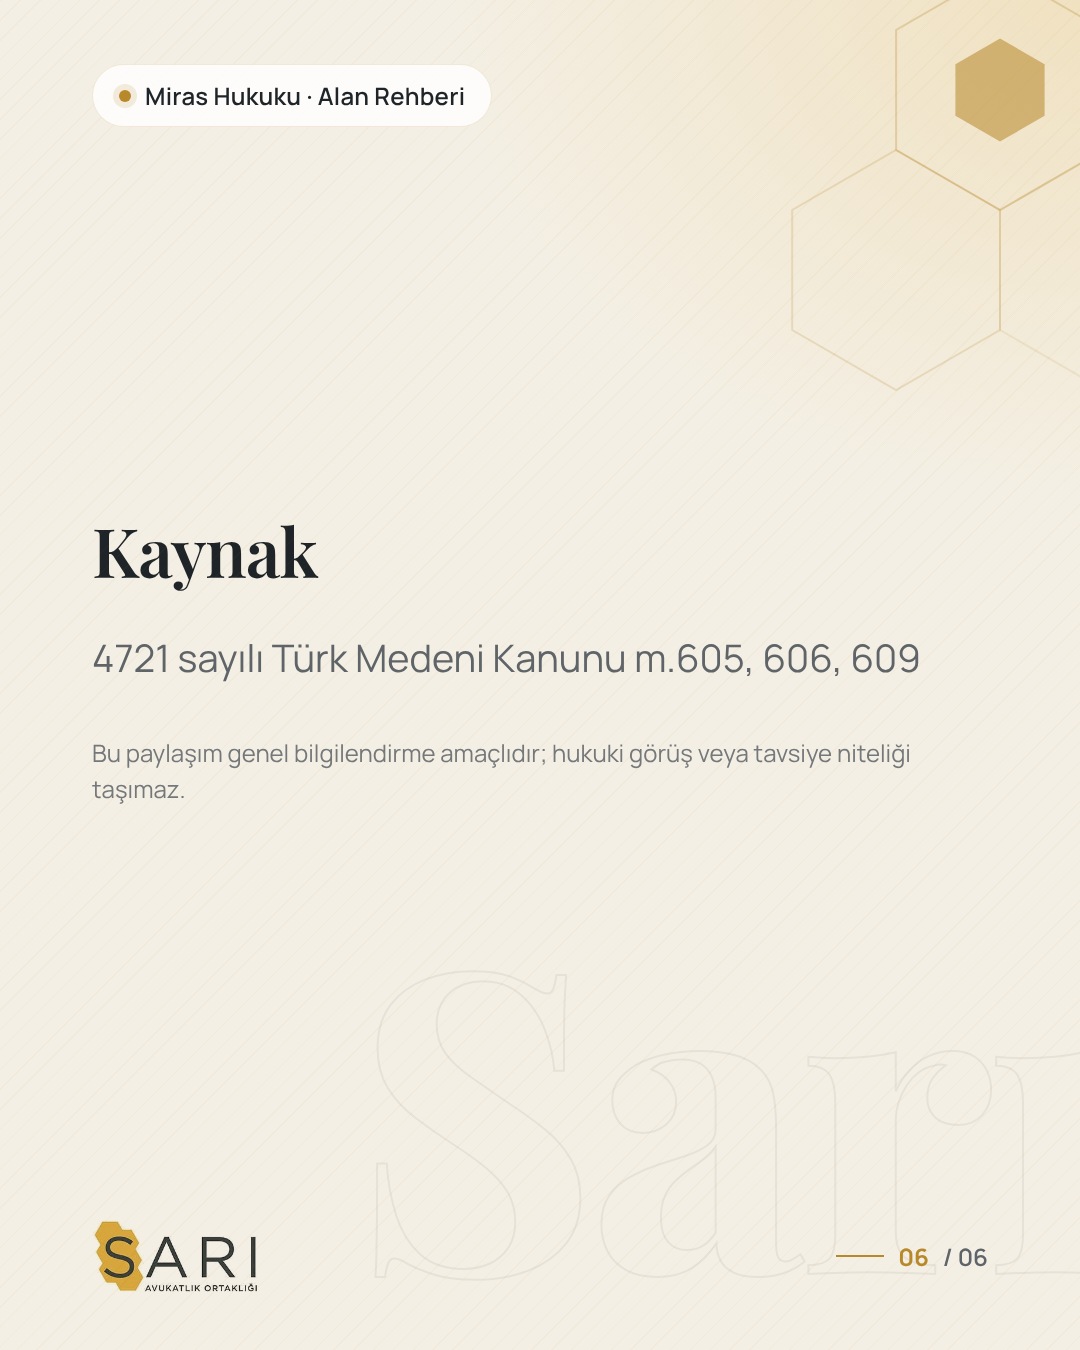 Miras Hukuku · Alan Rehberi
Kaynak
4721 sayılı Türk Medeni Kanunu m.605, 606, 609
Bu paylaşım genel bilgilendirme amaçlıdır; hukuki görüş veya tavsiye niteliği
taşımaz.
Sarı
SARI
AVUKATLIK ORTAKLIĞI
06 / 06